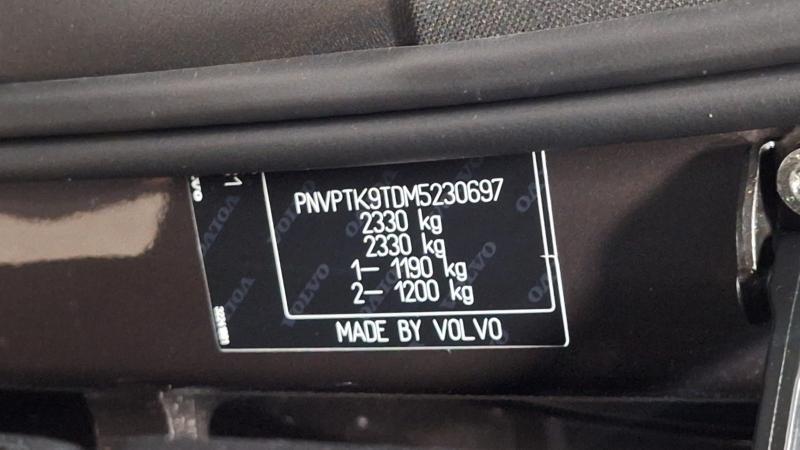 PNVPTK9TDM5230697
2330 kg
2330 kg
1– 1190 kg
2– 1200 kg
MADE BY VOLVO